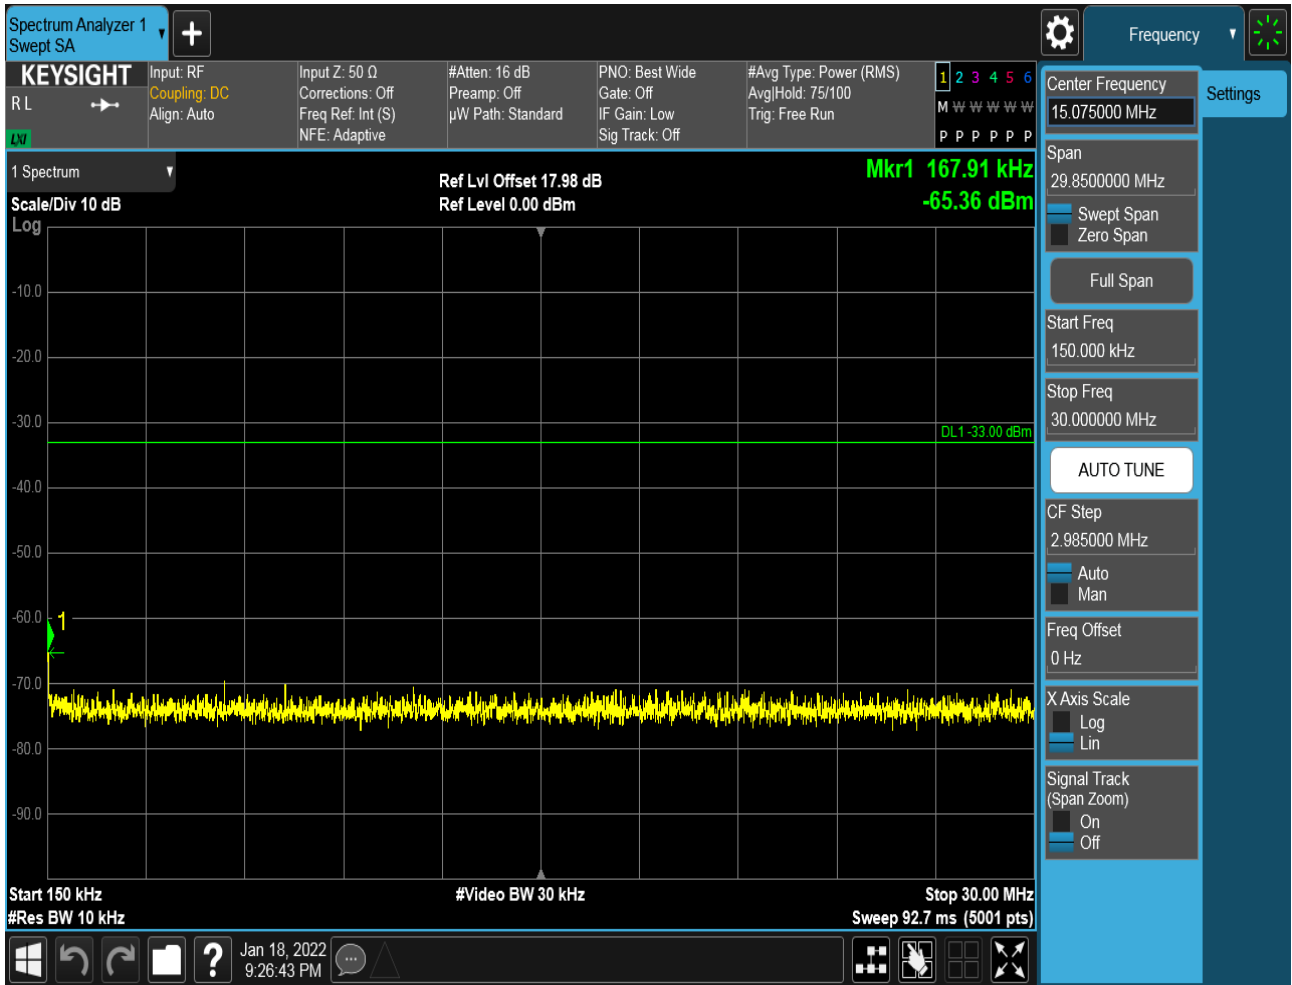 Spectrum Analyzer 1
Swept SA
Frequency
KEYSIGHT
R L
LXI
Input: RF
Coupling: DC
Align: Auto
Input Z: 50 Ω
Corrections: Off
Freq Ref: Int (S)
NFE: Adaptive
#Atten: 16 dB
Preamp: Off
µW Path: Standard
PNO: Best Wide
Gate: Off
IF Gain: Low
Sig Track: Off
#Avg Type: Power (RMS)
Avg|Hold: 75/100
Trig: Free Run
1 2 3 4 5 6
M W W W W W
P P P P P P
1 Spectrum
Scale/Div 10 dB
Log
Ref Lvl Offset 17.98 dB
Ref Level 0.00 dBm
Mkr1 167.91 kHz
-65.36 dBm
-10.0
-20.0
-30.0
DL1 -33.00 dBm
-40.0
-50.0
-60.0
1
-70.0
-80.0
-90.0
Start 150 kHz
#Video BW 30 kHz
Stop 30.00 MHz
#Res BW 10 kHz
Sweep 92.7 ms (5001 pts)
?
Jan 18, 2022
9:26:43 PM
Center Frequency
15.075000 MHz
Settings
Span
29.8500000 MHz
Swept Span
Zero Span
Full Span
Start Freq
150.000 kHz
Stop Freq
30.000000 MHz
AUTO TUNE
CF Step
2.985000 MHz
Auto
Man
Freq Offset
0 Hz
X Axis Scale
Log
Lin
Signal Track
(Span Zoom)
On
Off